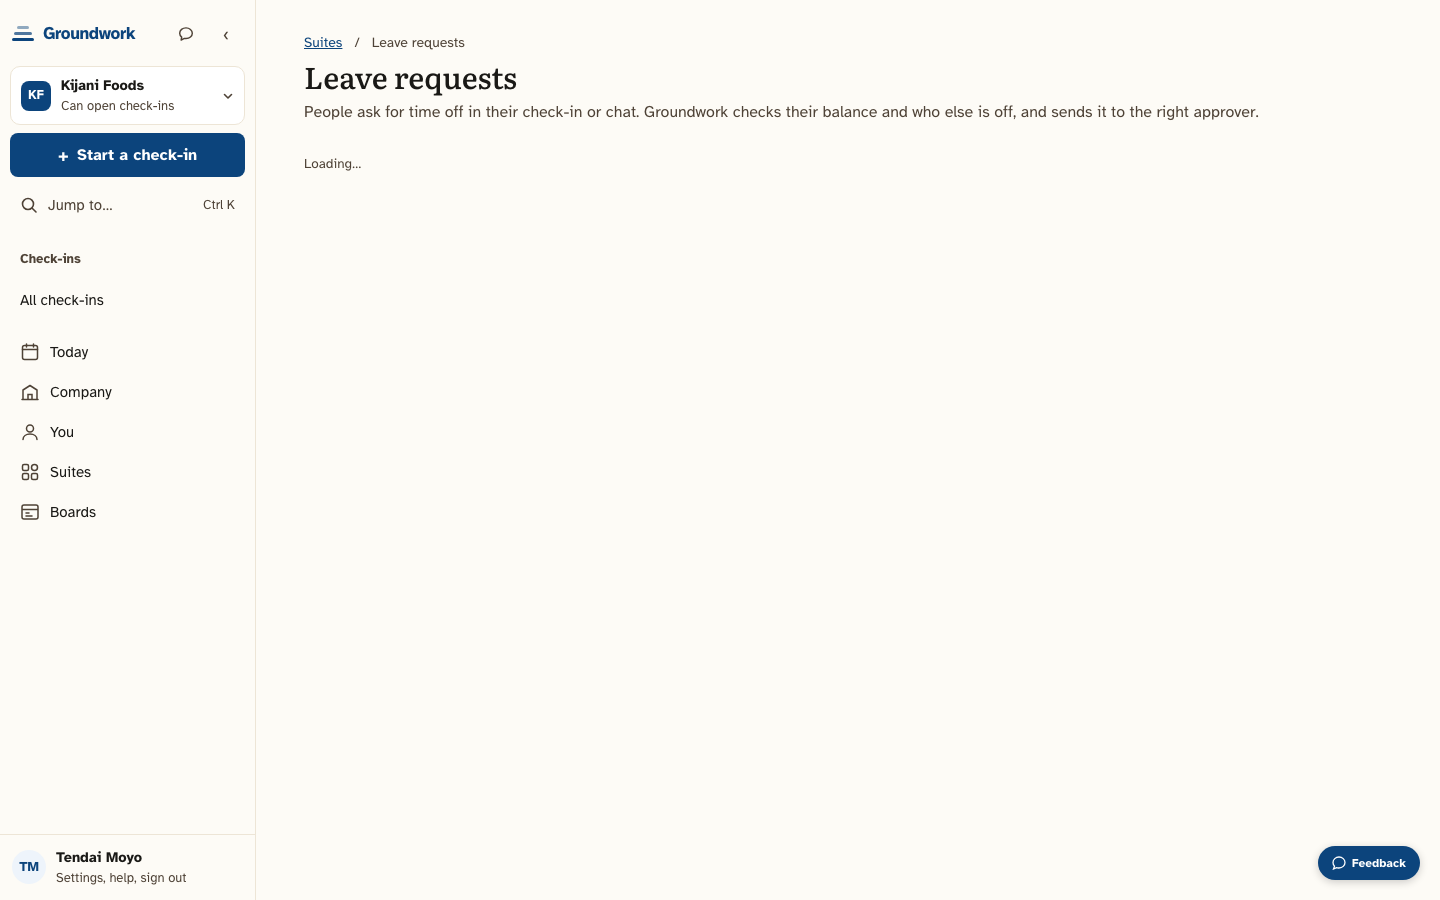 Groundwork
KF
Kijani Foods
Can open check-ins
+ Start a check-in
Jump to...
Ctrl K
Check-ins
All check-ins
Today
Company
You
Suites
Boards
TM
Tendai Moyo
Settings, help, sign out
Suites / Leave requests
Leave requests
People ask for time off in their check-in or chat. Groundwork checks their balance and who else is off, and sends it to the right approver.
Loading...
Feedback